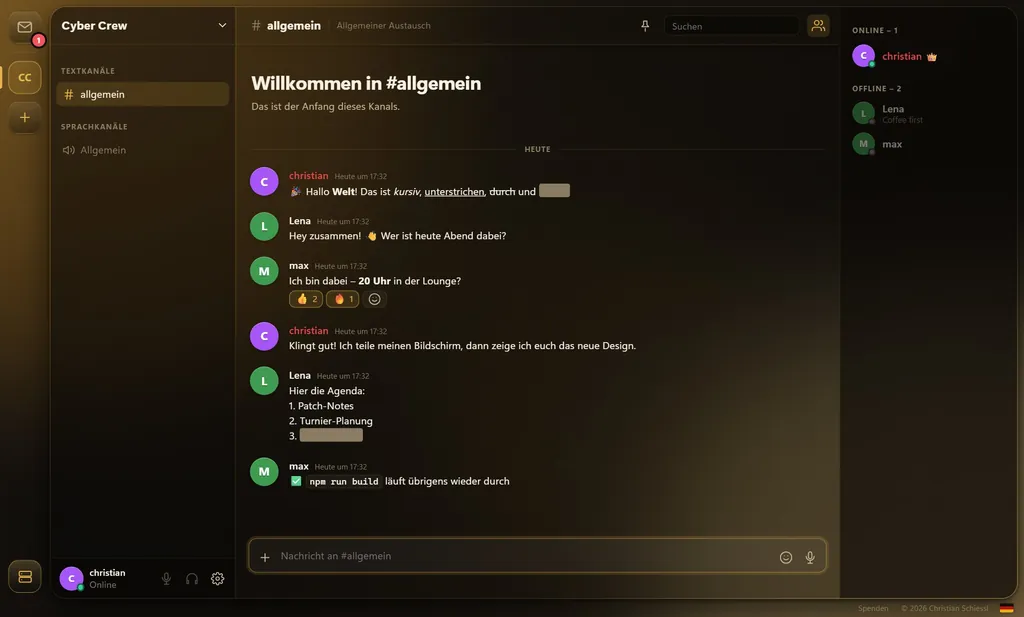 1
CC
Cyber Crew
TEXTKANÄLE
# allgemein
SPRACHKANÄLE
Allgemein
C
christian
Online
# allgemein
Allgemeiner Austausch
Suchen
Willkommen in #allgemein
Das ist der Anfang dieses Kanals.
HEUTE
C
christian Heute um 17:32
🎉 Hallo Welt! Das ist kursiv, unterstrichen, durch und
L
Lena Heute um 17:32
Hey zusammen! 👋 Wer ist heute Abend dabei?
M
max Heute um 17:32
Ich bin dabei – 20 Uhr in der Lounge?
👍 2 🔥 1
C
christian Heute um 17:32
Klingt gut! Ich teile meinen Bildschirm, dann zeige ich euch das neue Design.
L
Lena Heute um 17:32
Hier die Agenda:
1. Patch-Notes
2. Turnier-Planung
3.
M
max Heute um 17:32
✅ npm run build läuft übrigens wieder durch
Nachricht an #allgemein
ONLINE – 1
C
christian
OFFLINE – 2
L
Lena
Coffee first
M
max
Spenden
© 2026 Christian Schiessl